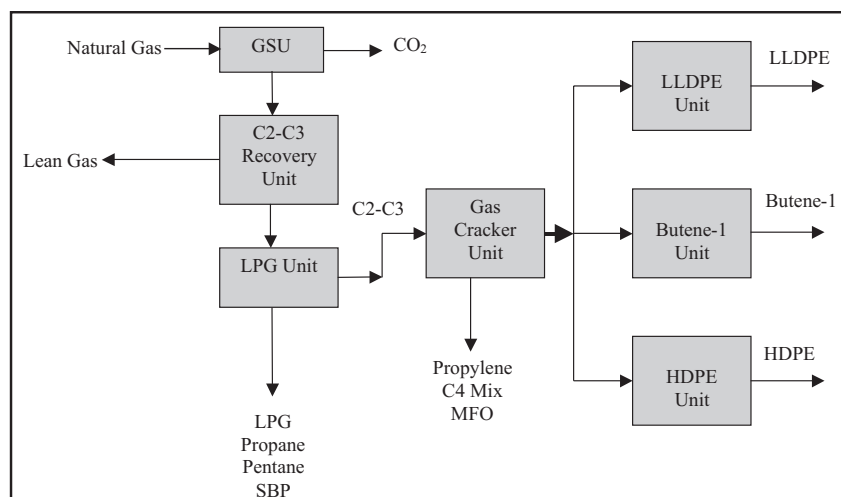 Natural Gas
GSU
CO₂
LLDPE
Unit
LLDPE
C2-C3
Recovery
Unit
Lean Gas
C2-C3
Gas
Cracker
Unit
Butene-1
Unit
Butene-1
LPG Unit
Propylene
C4 Mix
MFO
HDPE
Unit
HDPE
LPG
Propane
Pentane
SBP